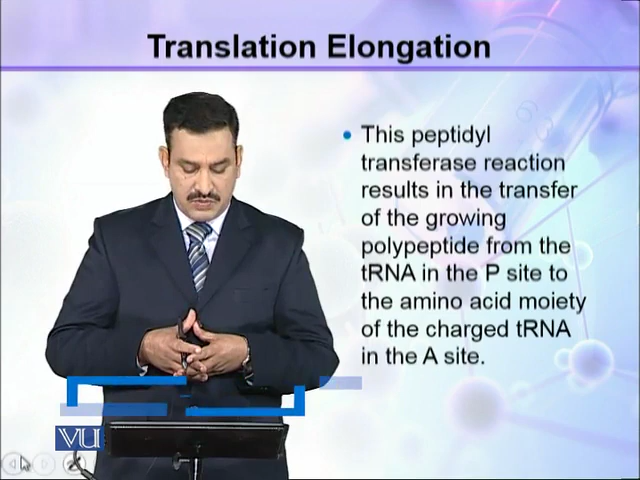 Translation Elongation
• This peptidyl
transferase reaction
results in the transfer
of the growing
polypeptide from the
tRNA in the P site to
the amino acid moiety
of the charged tRNA
in the A site.
VU